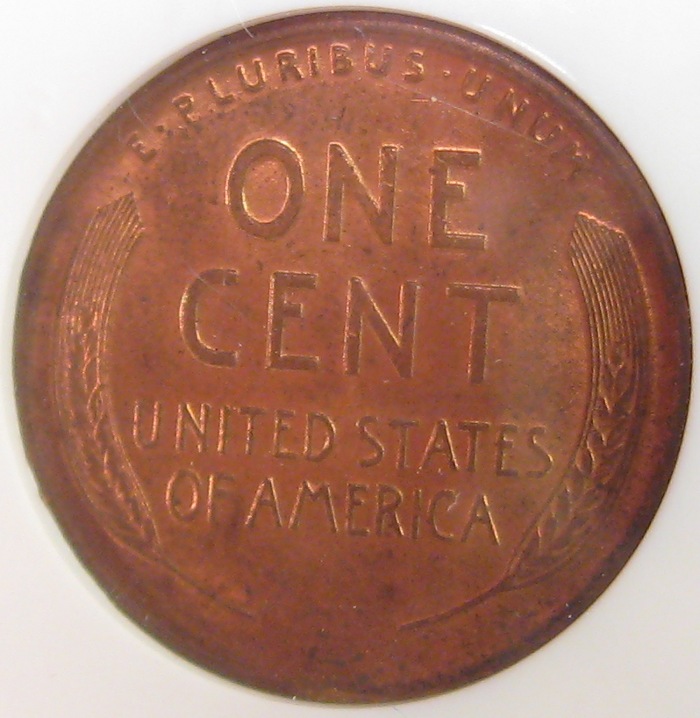 E·PLURIBUS·UNUM
ONE
CENT
UNITED STATES
OF AMERICA